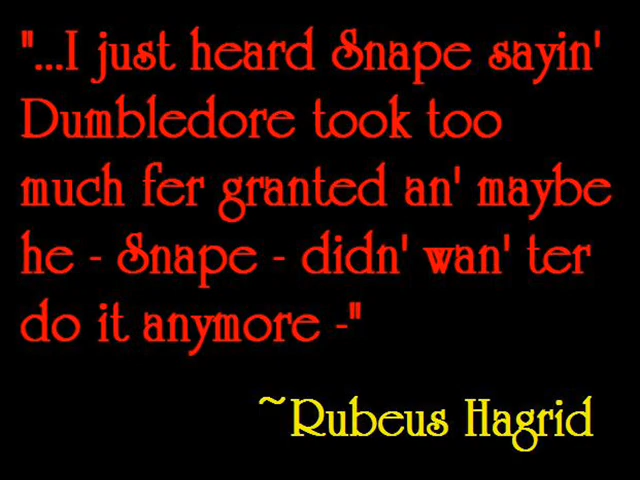 "...I just heard Snape sayin'
Dumbledore took too
much fer granted an' maybe
he - Snape - didn' wan' ter
do it anymore -"
~Rubeus Hagrid